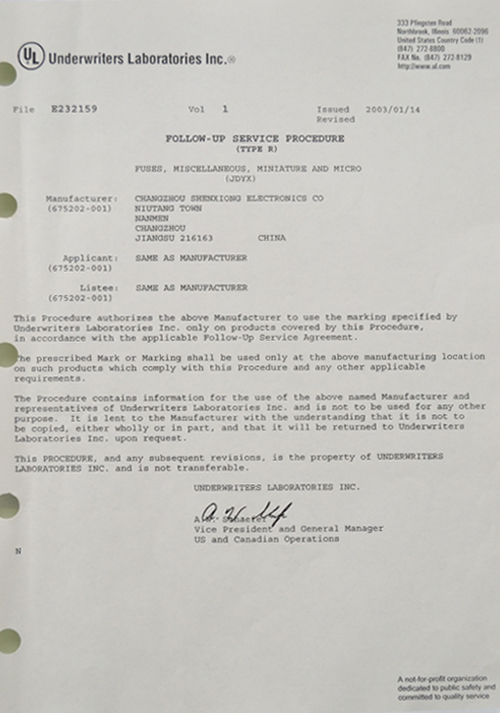 333 Pfingsten Road
Northbrook, Illinois 60062-2096
United States Country Code (1)
(847) 272-8800
FAX No. (847) 272-8129
http://www.ul.com
UL Underwriters Laboratories Inc.®
File E232159 Vol 1 Issued 2003/01/14
Revised
FOLLOW-UP SERVICE PROCEDURE
(TYPE R)
FUSES, MISCELLANEOUS, MINIATURE AND MICRO
(JDYX)
Manufacturer: CHANGZHOU SHENXIONG ELECTRONICS CO
(675202-001) NIUTANG TOWN
NANMEN
CHANGZHOU
JIANGSU 216163 CHINA
Applicant: SAME AS MANUFACTURER
(675202-001)
Listee: SAME AS MANUFACTURER
(675202-001)
This Procedure authorizes the above Manufacturer to use the marking specified by
Underwriters Laboratories Inc. only on products covered by this Procedure,
in accordance with the applicable Follow-Up Service Agreement.
The prescribed Mark or Marking shall be used only at the above manufacturing location
on such products which comply with this Procedure and any other applicable
requirements.
The Procedure contains information for the use of the above named Manufacturer and
representatives of Underwriters Laboratories Inc. and is not to be used for any other
purpose. It is lent to the Manufacturer with the understanding that it is not to
be copied, either wholly or in part, and that it will be returned to Underwriters
Laboratories Inc. upon request.
This PROCEDURE, and any subsequent revisions, is the property of UNDERWRITERS
LABORATORIES INC. and is not transferable.
UNDERWRITERS LABORATORIES INC.
Vice President and General Manager
US and Canadian Operations
N
A not-for-profit organization
dedicated to public safety and
committed to quality service